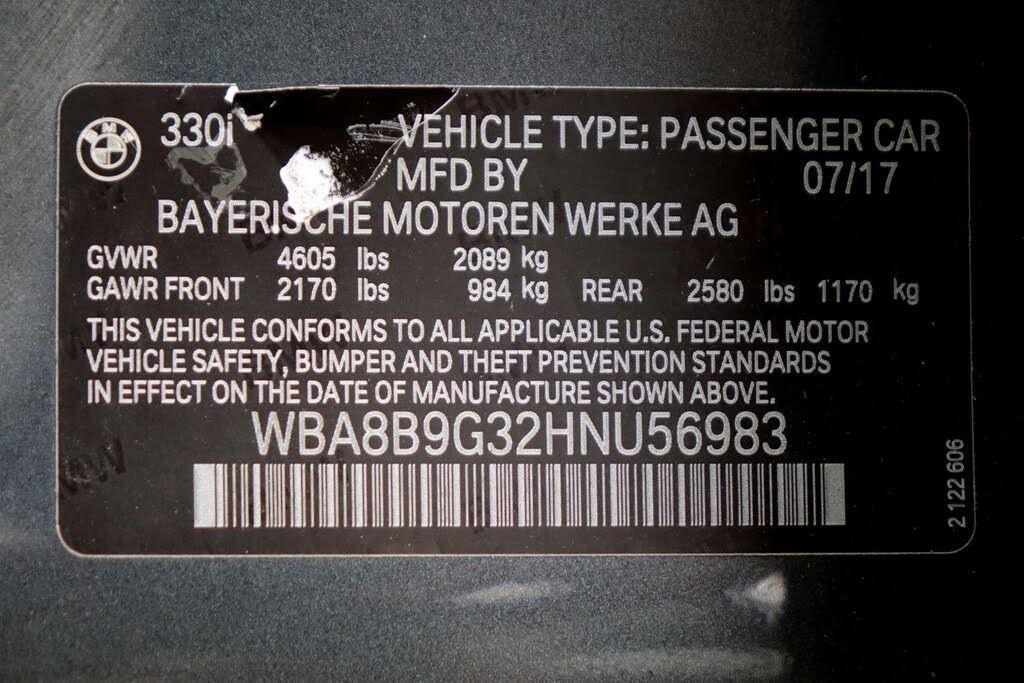 BMW 330i VEHICLE TYPE: PASSENGER CAR
MFD BY 07/17
BAYERISCHE MOTOREN WERKE AG
GVWR 4605 lbs 2089 kg
GAWR FRONT 2170 lbs 984 kg REAR 2580 lbs 1170 kg
THIS VEHICLE CONFORMS TO ALL APPLICABLE U.S. FEDERAL MOTOR
VEHICLE SAFETY, BUMPER AND THEFT PREVENTION STANDARDS
IN EFFECT ON THE DATE OF MANUFACTURE SHOWN ABOVE.
WBA8B9G32HNU56983
2 122 606